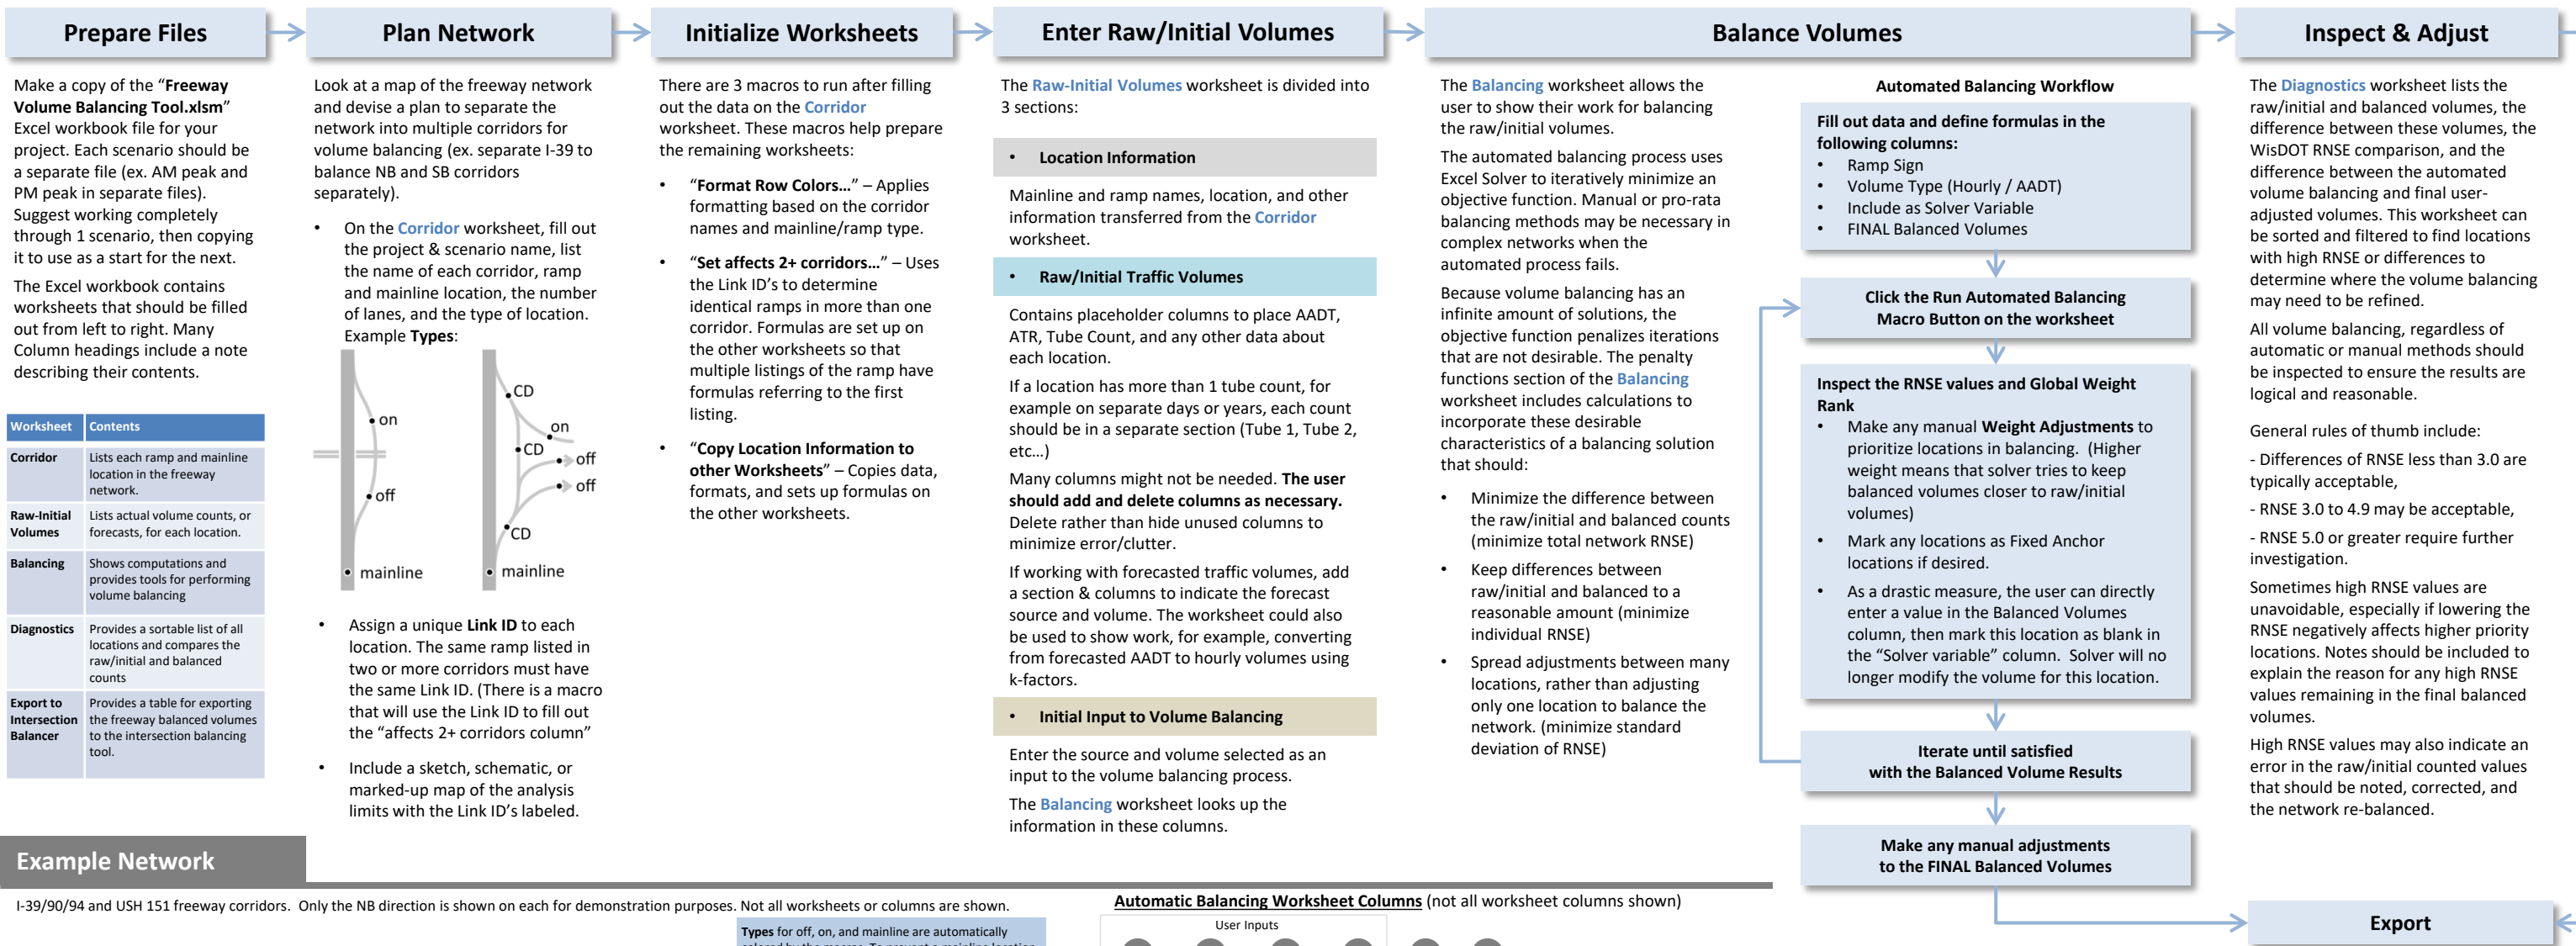 Prepare Files
Make a copy of the “Freeway
Volume Balancing Tool.xlsm”
Excel workbook file for your
project. Each scenario should be
a separate file (ex. AM peak and
PM peak in separate files).
Suggest working completely
through 1 scenario, then copying
it to use as a start for the next.
The Excel workbook contains
worksheets that should be filled
out from left to right. Many
Column headings include a note
describing their contents.
Worksheet Contents
Corridor Lists each ramp and mainline
location in the freeway
network.
Raw-Initial Lists actual volume counts, or
Volumes forecasts, for each location.
Balancing Shows computations and
provides tools for performing
volume balancing
Diagnostics Provides a sortable list of all
locations and compares the
raw/initial and balanced
counts
Export to Provides a table for exporting
Intersection the freeway balanced volumes
Balancer to the intersection balancing
tool.
Plan Network
Look at a map of the freeway network
and devise a plan to separate the
network into multiple corridors for
volume balancing (ex. separate I-39 to
balance NB and SB corridors
separately).
• On the Corridor worksheet, fill out
the project & scenario name, list
the name of each corridor, ramp
and mainline location, the number
of lanes, and the type of location.
Example Types:
on
off
mainline
CD
on
CD
off
off
CD
mainline
• Assign a unique Link ID to each
location. The same ramp listed in
two or more corridors must have
the same Link ID. (There is a macro
that will use the Link ID to fill out
the “affects 2+ corridors column”
• Include a sketch, schematic, or
marked-up map of the analysis
limits with the Link ID’s labeled.
Initialize Worksheets
There are 3 macros to run after filling
out the data on the Corridor
worksheet. These macros help prepare
the remaining worksheets:
• “Format Row Colors…” – Applies
formatting based on the corridor
names and mainline/ramp type.
• “Set affects 2+ corridors…” – Uses
the Link ID’s to determine
identical ramps in more than one
corridor. Formulas are set up on
the other worksheets so that
multiple listings of the ramp have
formulas referring to the first
listing.
• “Copy Location Information to
other Worksheets” – Copies data,
formats, and sets up formulas on
the other worksheets.
Enter Raw/Initial Volumes
The Raw-Initial Volumes worksheet is divided into
3 sections:
• Location Information
Mainline and ramp names, location, and other
information transferred from the Corridor
worksheet.
• Raw/Initial Traffic Volumes
Contains placeholder columns to place AADT,
ATR, Tube Count, and any other data about
each location.
If a location has more than 1 tube count, for
example on separate days or years, each count
should be in a separate section (Tube 1, Tube 2,
etc…)
Many columns might not be needed. The user
should add and delete columns as necessary.
Delete rather than hide unused columns to
minimize error/clutter.
If working with forecasted traffic volumes, add
a section & columns to indicate the forecast
source and volume. The worksheet could also
be used to show work, for example, converting
from forecasted AADT to hourly volumes using
k-factors.
• Initial Input to Volume Balancing
Enter the source and volume selected as an
input to the volume balancing process.
The Balancing worksheet looks up the
information in these columns.
Balance Volumes
The Balancing worksheet allows the
user to show their work for balancing
the raw/initial volumes.
The automated balancing process uses
Excel Solver to iteratively minimize an
objective function. Manual or pro-rata
balancing methods may be necessary in
complex networks when the
automated process fails.
Because volume balancing has an
infinite amount of solutions, the
objective function penalizes iterations
that are not desirable. The penalty
functions section of the Balancing
worksheet includes calculations to
incorporate these desirable
characteristics of a balancing solution
that should:
• Minimize the difference between
the raw/initial and balanced counts
(minimize total network RNSE)
• Keep differences between
raw/initial and balanced to a
reasonable amount (minimize
individual RNSE)
• Spread adjustments between many
locations, rather than adjusting
only one location to balance the
network. (minimize standard
deviation of RNSE)
Automated Balancing Workflow
Fill out data and define formulas in the
following columns:
• Ramp Sign
• Volume Type (Hourly / AADT)
• Include as Solver Variable
• FINAL Balanced Volumes
Click the Run Automated Balancing
Macro Button on the worksheet
Inspect the RNSE values and Global Weight
Rank
• Make any manual Weight Adjustments to
prioritize locations in balancing. (Higher
weight means that solver tries to keep
balanced volumes closer to raw/initial
volumes)
• Mark any locations as Fixed Anchor
locations if desired.
• As a drastic measure, the user can directly
enter a value in the Balanced Volumes
column, then mark this location as blank in
the “Solver variable” column. Solver will no
longer modify the volume for this location.
Iterate until satisfied
with the Balanced Volume Results
Make any manual adjustments
to the FINAL Balanced Volumes
Inspect & Adjust
The Diagnostics worksheet lists the
raw/initial and balanced volumes, the
difference between these volumes, the
WisDOT RNSE comparison, and the
difference between the automated
volume balancing and final user-
adjusted volumes. This worksheet can
be sorted and filtered to find locations
with high RNSE or differences to
determine where the volume balancing
may need to be refined.
All volume balancing, regardless of
automatic or manual methods should
be inspected to ensure the results are
logical and reasonable.
General rules of thumb include:
- Differences of RNSE less than 3.0 are
typically acceptable,
- RNSE 3.0 to 4.9 may be acceptable,
- RNSE 5.0 or greater require further
investigation.
Sometimes high RNSE values are
unavoidable, especially if lowering the
RNSE negatively affects higher priority
locations. Notes should be included to
explain the reason for any high RNSE
values remaining in the final balanced
volumes.
High RNSE values may also indicate an
error in the raw/initial counted values
that should be noted, corrected, and
the network re-balanced.
Export
Example Network
I-39/90/94 and USH 151 freeway corridors. Only the NB direction is shown on each for demonstration purposes. Not all worksheets or columns are shown.
Types for off, on, and mainline are automatically
Automatic Balancing Worksheet Columns (not all worksheet columns shown)
User Inputs